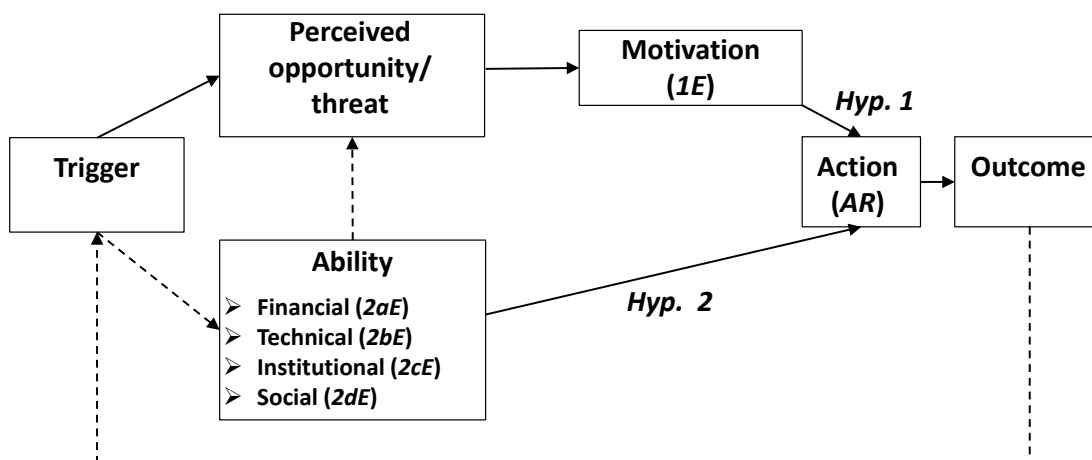 Perceived
opportunity/
threat
Motivation
(1E)
Hyp. 1
Trigger
Action
(AR)
Outcome
Ability
➢ Financial (2aE)
➢ Technical (2bE)
➢ Institutional (2cE)
➢ Social (2dE)
Hyp. 2